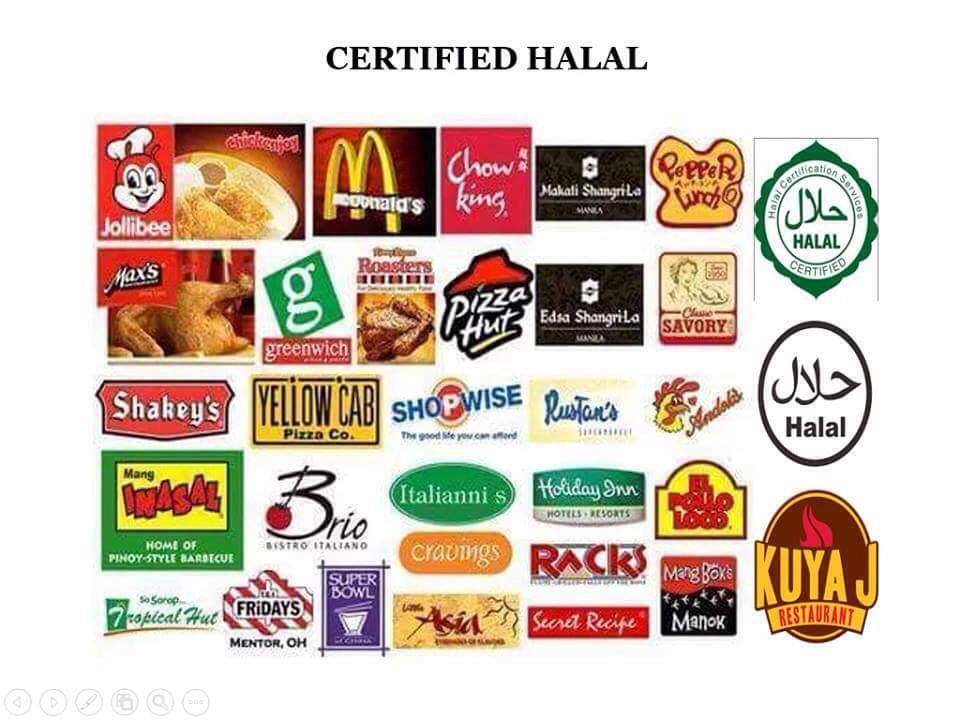 CERTIFIED HALAL
Jollibee
chickenjoy
McDonald's
Chow
king
Makati Shangri-La
MANILA
PePPeR
Lunch
Halal Certification Services
حلال
HALAL
CERTIFIED
Max's
g
greenwich
Roasters
Pizza
Hut
Edsa Shangri-La
MANILA
Since
1950
Classic
SAVORY
Shakey's
YELLOW CAB
Pizza Co.
SHOPWISE
The good life you can afford
Rustan's
SUPERMARKET
Andok's
حلال
Halal
Mang
INASAL
HOME OF
PINOY-STYLE BARBECUE
Brio
BISTRO ITALIANO
Italianni s
Cravings
Holiday Inn
HOTELS · RESORTS
EL
POLLO
LOCO
RACKS
Mang BOK's
Manok
KUYA J
RESTAURANT
So Sarap...
7ropical Hut
FRIDAYS
MENTOR, OH
SUPER
BOWL
of CHINA
Little
Asia
Secret Recipe